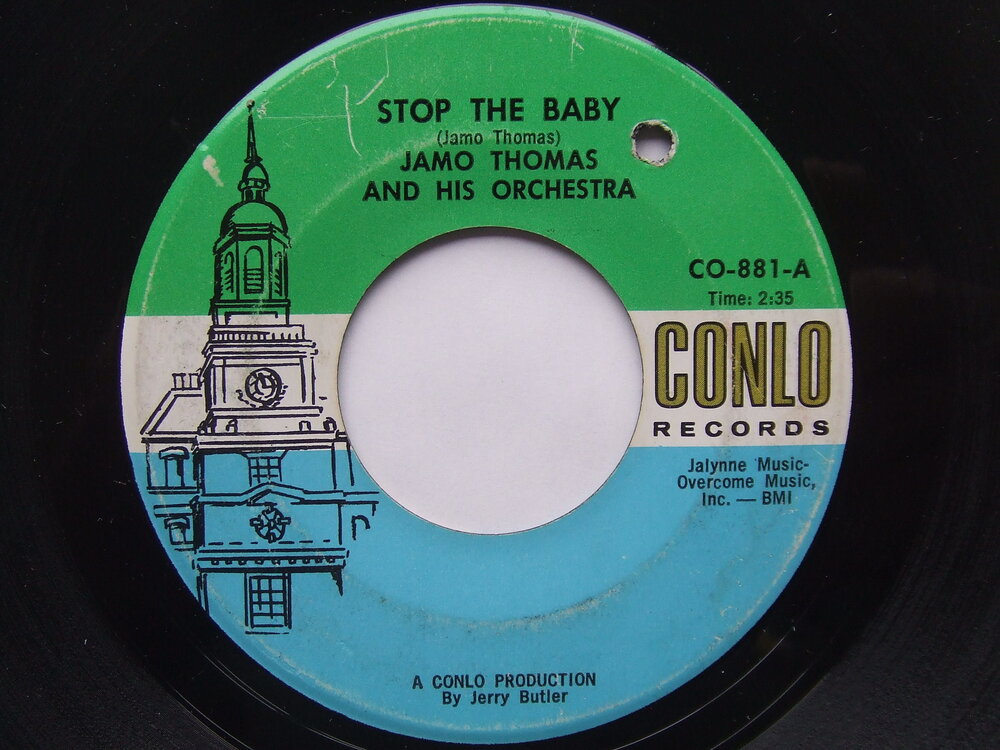 STOP THE BABY
(Jamo Thomas)
JAMO THOMAS
AND HIS ORCHESTRA
CO-881-A
Time: 2:35
CONLO
RECORDS
Jalynne Music-
Overcome Music,
Inc. — BMI
A CONLO PRODUCTION
By Jerry Butler